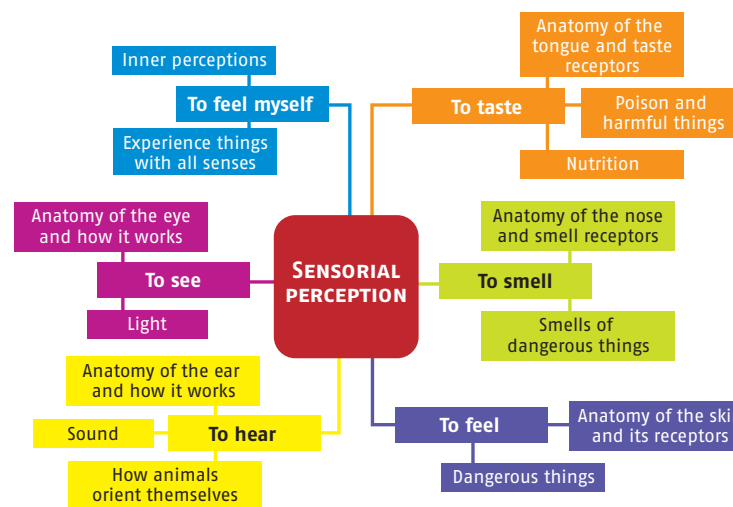 Inner perceptions
To feel myself
Experience things
with all senses
Anatomy of the
tongue and taste
receptors
To taste
Poison and
harmful things
Nutrition
Anatomy of the eye
and how it works
To see
Light
SENSORIAL
PERCEPTION
Anatomy of the nose
and smell receptors
To smell
Smells of
dangerous things
Anatomy of the ear
and how it works
Sound
To hear
How animals
orient themselves
To feel
Anatomy of the ski
and its receptors
Dangerous things